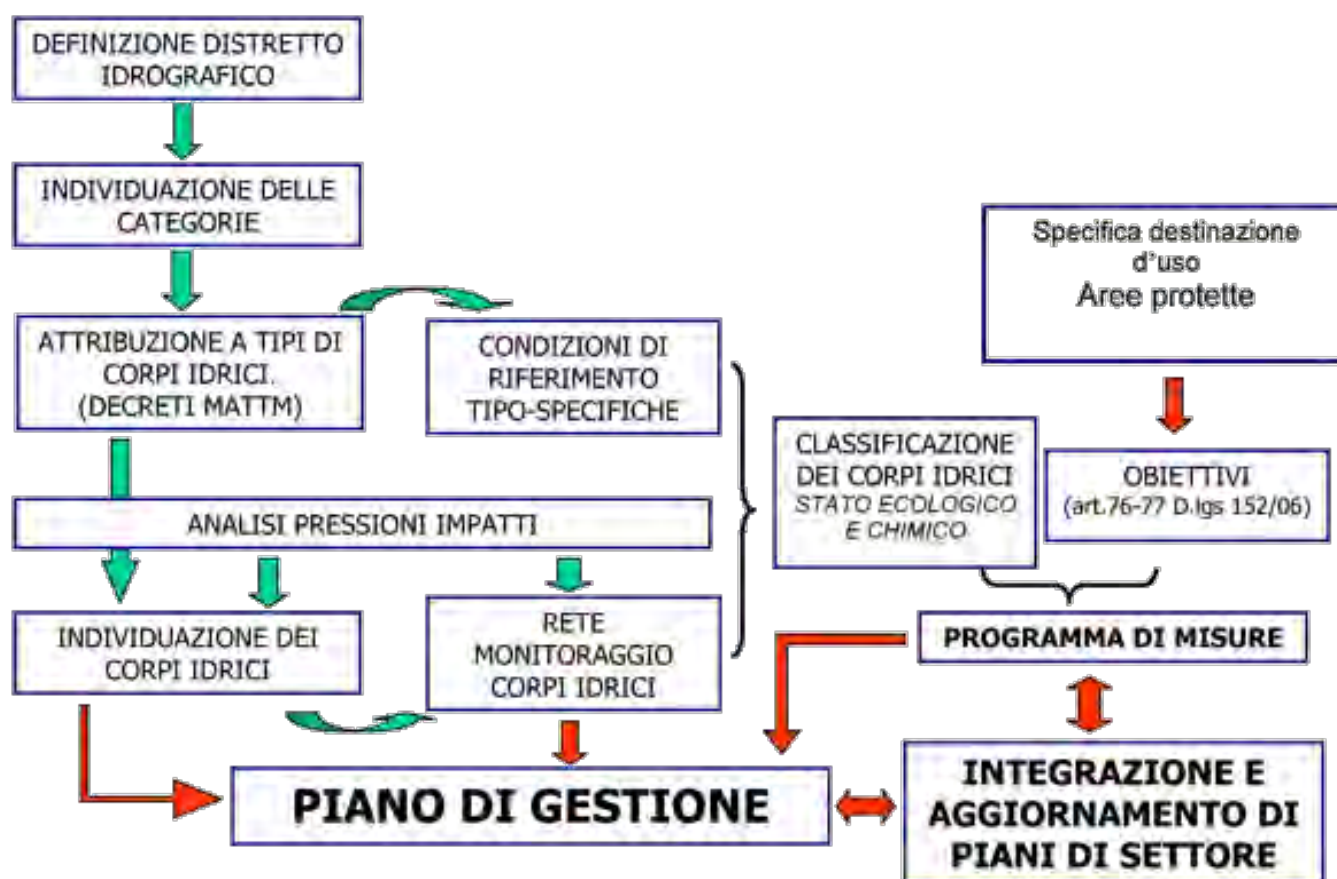 DEFINIZIONE DISTRETTO
IDROGRAFICO
INDIVIDUAZIONE DELLE
CATEGORIE
ATTRIBUZIONE A TIPI DI
CORPI IDRICI.
(DECRETI MATTM)
CONDIZIONI DI
RIFERIMENTO
TIPO-SPECIFICHE
ANALISI PRESSIONI IMPATTI
INDIVIDUAZIONE DEI
CORPI IDRICI
RETE
MONITORAGGIO
CORPI IDRICI
CLASSIFICAZIONE
DEI CORPI IDRICI
STATO ECOLOGICO
E CHIMICO
Specifica destinazione
d'uso
Aree protette
OBIETTIVI
(art.76-77 D.lgs 152/06)
PROGRAMMA DI MISURE
PIANO DI GESTIONE
INTEGRAZIONE E
AGGIORNAMENTO DI
PIANI DI SETTORE